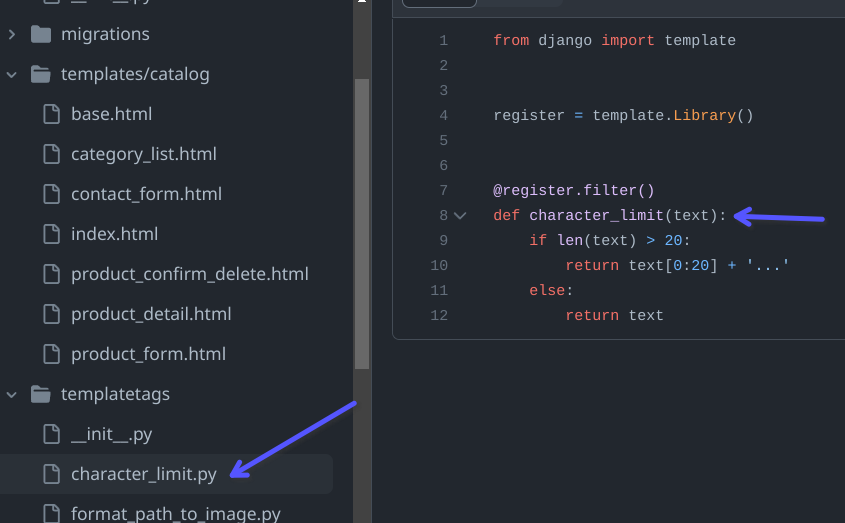 __init__.py
migrations
templates/catalog
base.html
category_list.html
contact_form.html
index.html
product_confirm_delete.html
product_detail.html
product_form.html
templatetags
__init__.py
character_limit.py
format_path_to_image.py
1 from django import template
2
3
4 register = template.Library()
5
6
7 @register.filter()
8 def character_limit(text):
9     if len(text) > 20:
10         return text[0:20] + '...'
11     else:
12         return text